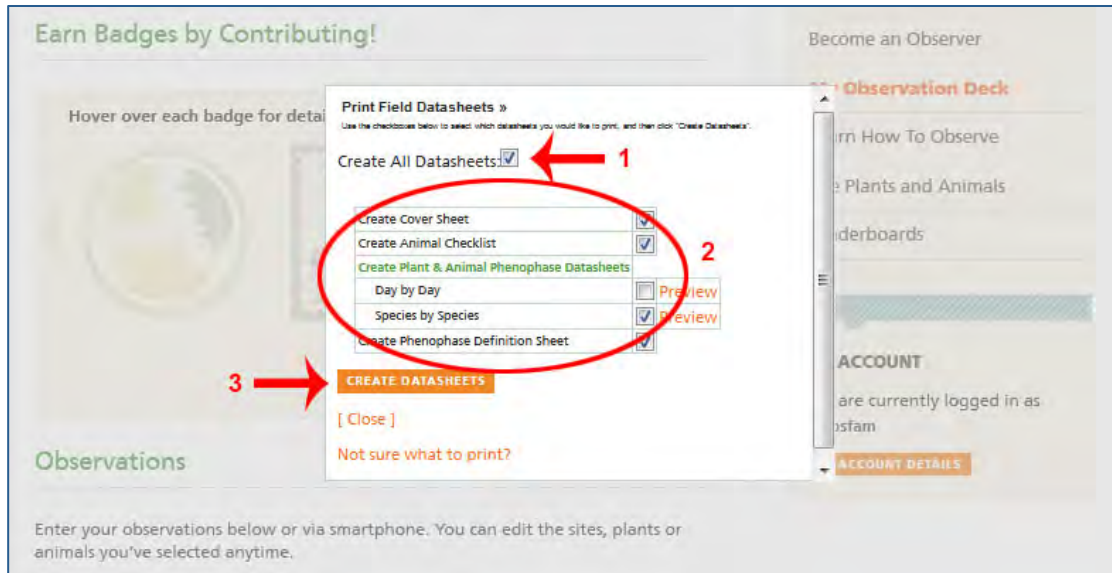 Earn Badges by Contributing!
Hover over each badge for detai
Become an Observer
Observation Deck
rn How To Observe
Plants and Animals
derboards
Print Field Datasheets »
Use the checkboxes below to select which datasheets you would like to print, and then click "Create Datasheets".
Create All Datasheets:
1
Create Cover Sheet
Create Animal Checklist
Create Plant & Animal Phenophase Datasheets
2
Day by Day Preview
Species by Species Preview
Create Phenophase Definition Sheet
3
CREATE DATASHEETS
[ Close ]
Not sure what to print?
ACCOUNT
are currently logged in as
osfam
ACCOUNT DETAILS
Observations
Enter your observations below or via smartphone. You can edit the sites, plants or
animals you've selected anytime.